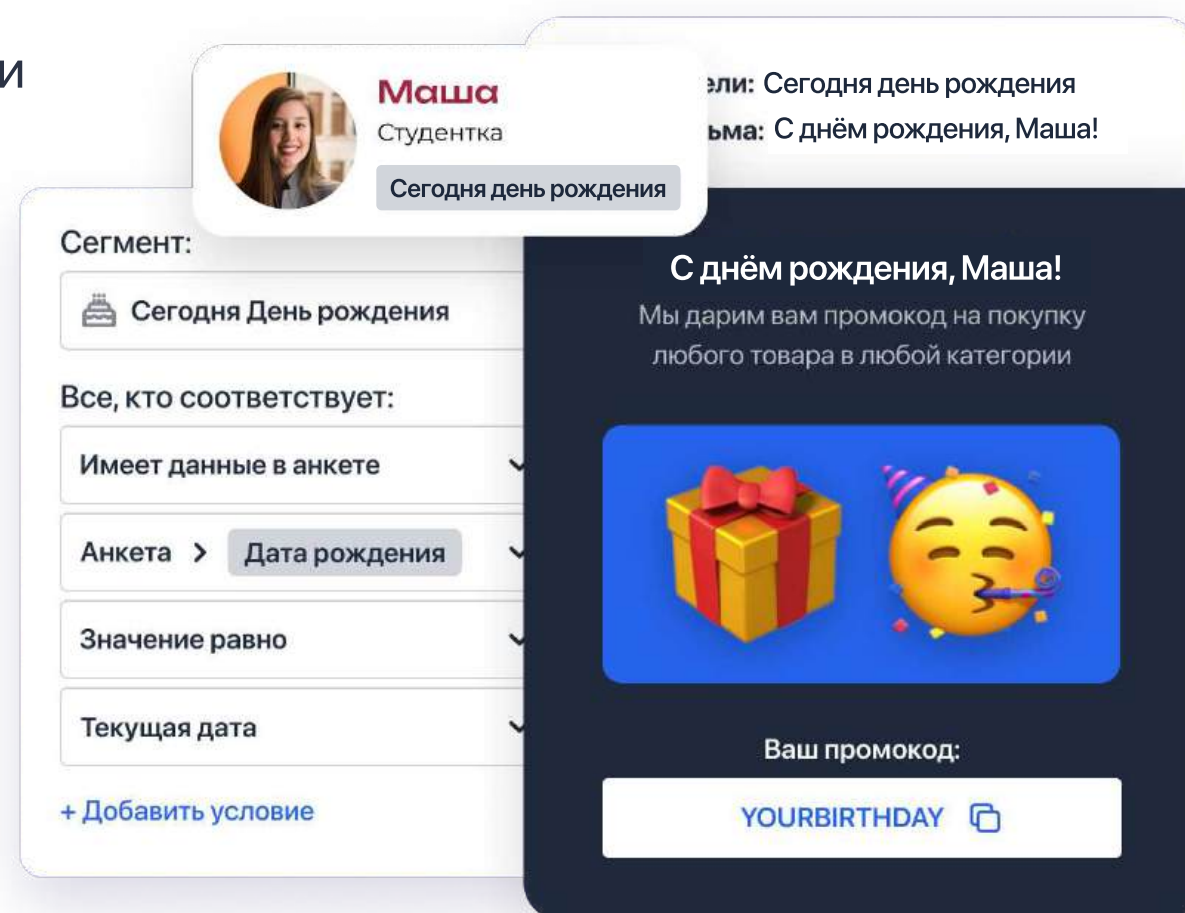 Маша
Студентка
Сегодня день рождения
Сегодня день рождения
С днём рождения, Маша!
Сегмент:
Сегодня День рождения
Все, кто соответствует:
Имеет данные в анкете
Анкета > Дата рождения
Значение равно
Текущая дата
+ Добавить условие
С днём рождения, Маша!
Мы дарим вам промокод на покупку
любого товара в любой категории
Ваш промокод:
YOURBIRTHDAY